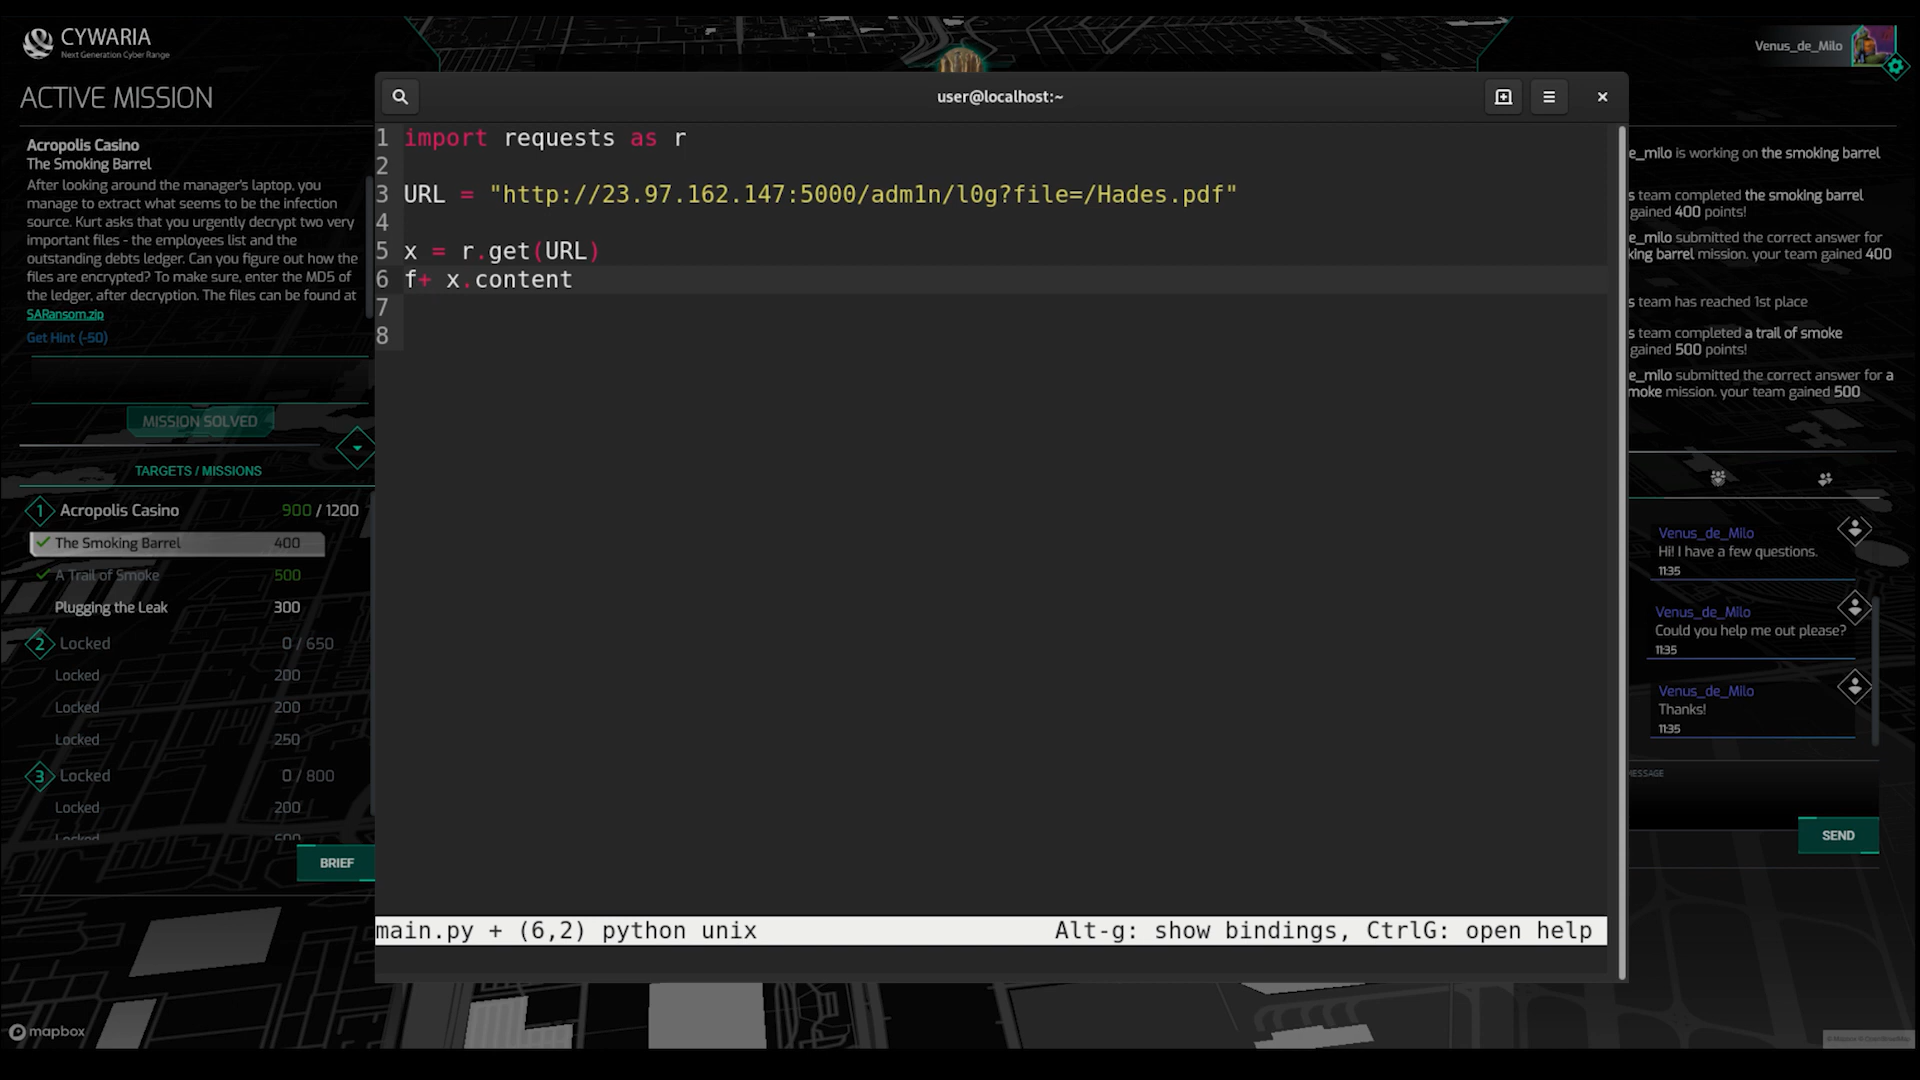 CYWARIA
Next Generation Cyber Range
Venus_de_Milo
ACTIVE MISSION
Acropolis Casino
The Smoking Barrel
After looking around the manager's laptop, you
manage to extract what seems to be the infection
source. Kurt asks that you urgently decrypt two very
important files - the employees list and the
outstanding debts ledger. Can you figure out how the
files are encrypted? To make sure, enter the MD5 of
the ledger, after decryption. The files can be found at
SARansom.zip
Get Hint (-50)
MISSION SOLVED
TARGETS / MISSIONS
1 Acropolis Casino 900 / 1200
The Smoking Barrel 400
A Trail of Smoke 500
Plugging the Leak 300
2 Locked 0 / 650
Locked 200
Locked 200
Locked 250
3 Locked 0 / 800
Locked 200
Locked 600
BRIEF
mapbox
user@localhost:~
1 import requests as r
2
3 URL = "http://23.97.162.147:5000/adm1n/l0g?file=/Hades.pdf"
4
5 x = r.get(URL)
6 f+ x.content
7
8
main.py + (6,2) python unix Alt-g: show bindings, CtrlG: open help
e_milo is working on the smoking barrel
s team completed the smoking barrel
gained 400 points!
e_milo submitted the correct answer for
king barrel mission. your team gained 400
s team has reached 1st place
s team completed a trail of smoke
gained 500 points!
e_milo submitted the correct answer for a
moke mission. your team gained 500
Venus_de_Milo
Hi! I have a few questions.
11:35
Venus_de_Milo
Could you help me out please?
11:35
Venus_de_Milo
Thanks!
11:35
ESSAGE
SEND
© Mapbox © OpenStreetMap